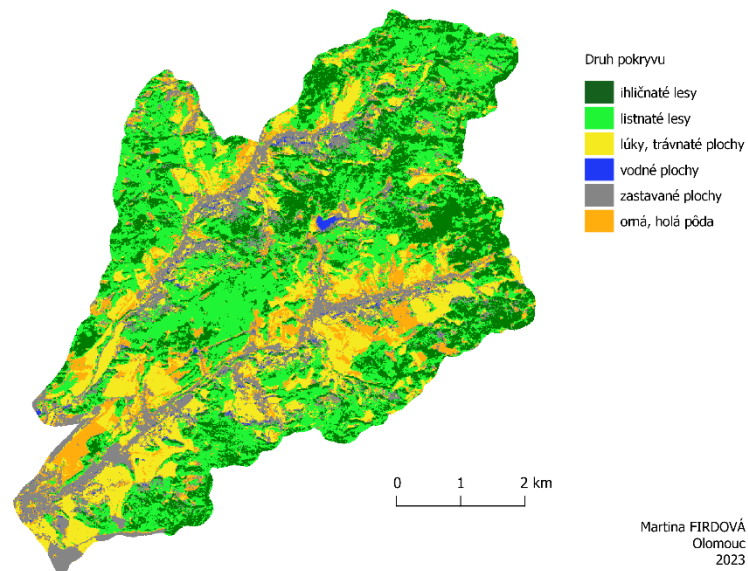 Druh pokryvu
ihličnaté lesy
listnaté lesy
lúky, trávnaté plochy
vodné plochy
zastavané plochy
orná, holá pôda
0 1 2 km
Martina FIRDOVÁ
Olomouc
2023